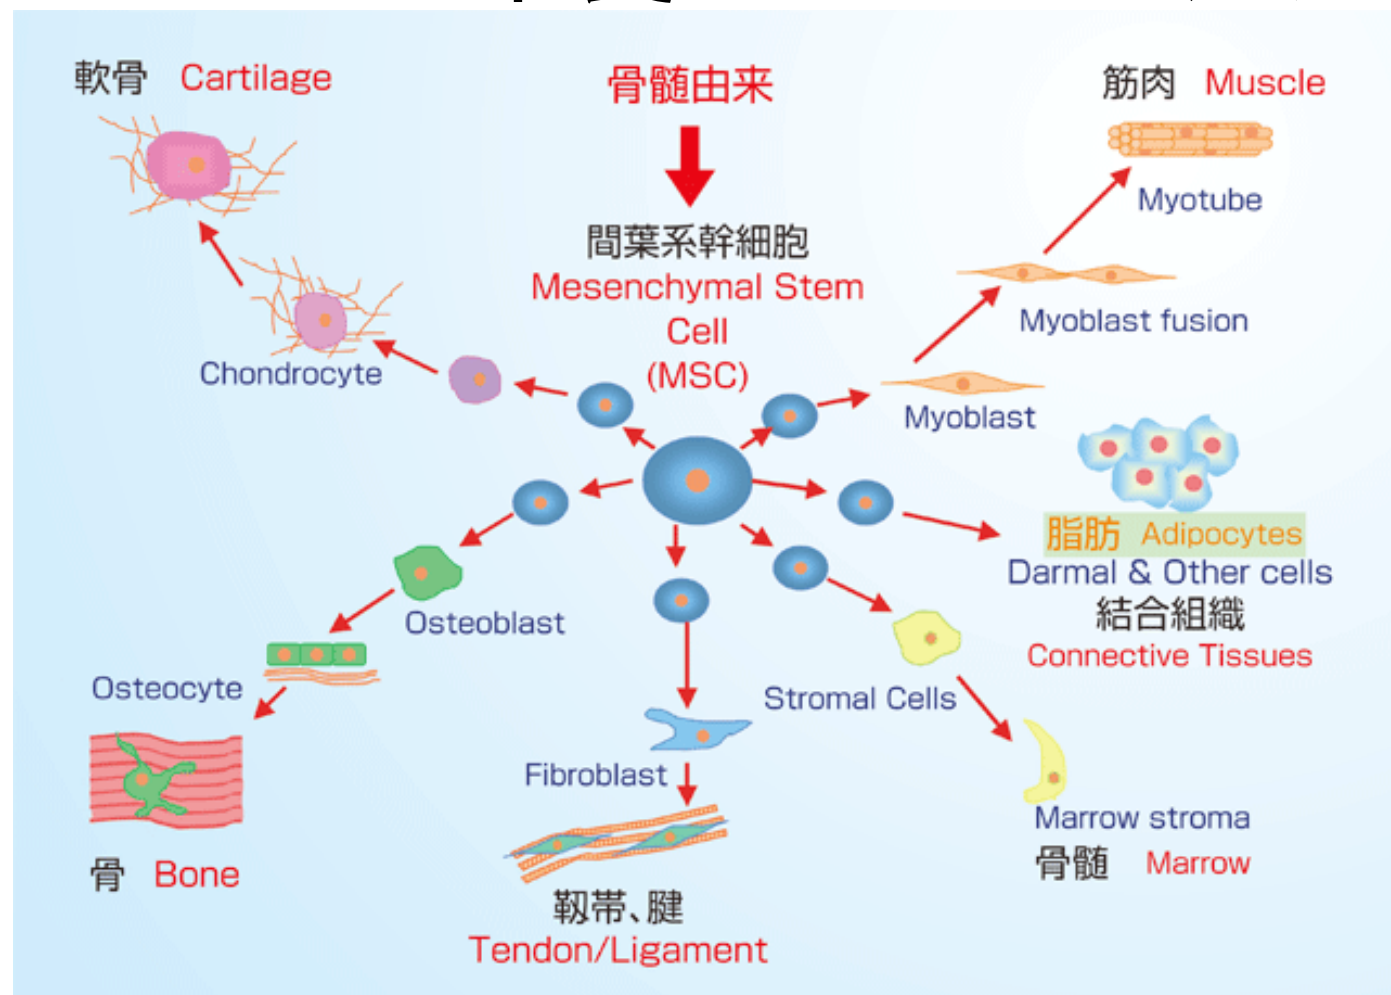 軟骨 Cartilage
骨髄由来
筋肉 Muscle
Myotube
間葉系幹細胞
Mesenchymal Stem
Cell
(MSC)
Myoblast fusion
Chondrocyte
Myoblast
脂肪 Adipocytes
Darmal & Other cells
結合組織
Connective Tissues
Osteoblast
Osteocyte
Stromal Cells
Fibroblast
Marrow stroma
骨髄 Marrow
骨 Bone
靱帯、腱
Tendon/Ligament